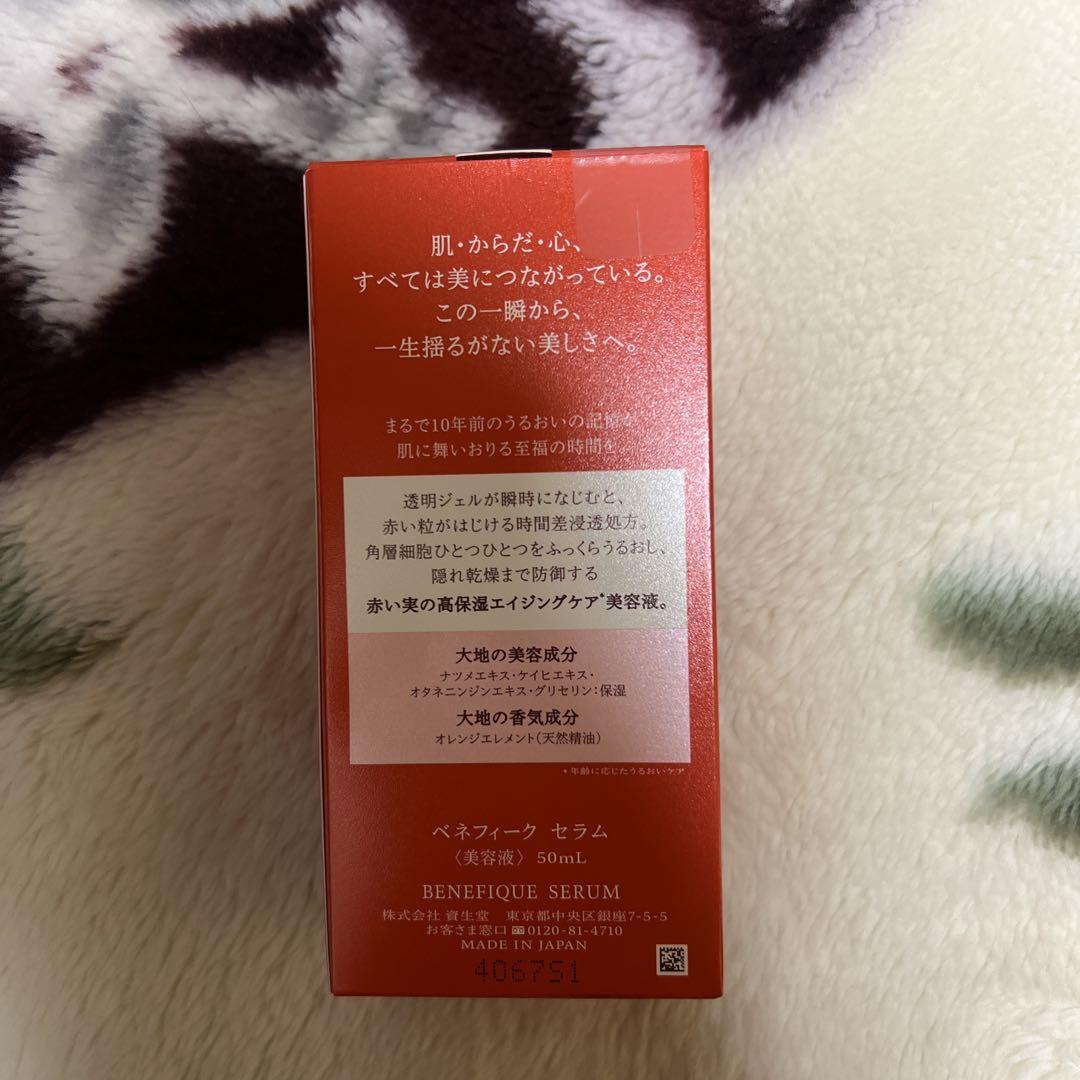 肌・からだ・心、
すべては美につながっている。
この一瞬から、
一生揺るがない美しさへ。
まるで10年前のうるおいの記憶が
肌に舞いおりる至福の時間を。
透明ジェルが瞬時になじむと、
赤い粒がはじける時間差浸透処方。
角層細胞ひとつひとつをふっくらうるおし、
隠れ乾燥まで防御する
赤い実の高保湿エイジングケア*美容液。
大地の美容成分
ナツメエキス・ケイヒエキス・
オタネニンジンエキス・グリセリン：保湿
大地の香気成分
オレンジエレメント（天然精油）
* 年齢に応じたうるおいケア
ベネフィーク セラム
〈美容液〉 50mL
BENEFIQUE SERUM
株式会社 資生堂 東京都中央区銀座7-5-5
お客さま窓口 0120-81-4710
MADE IN JAPAN
4067S1